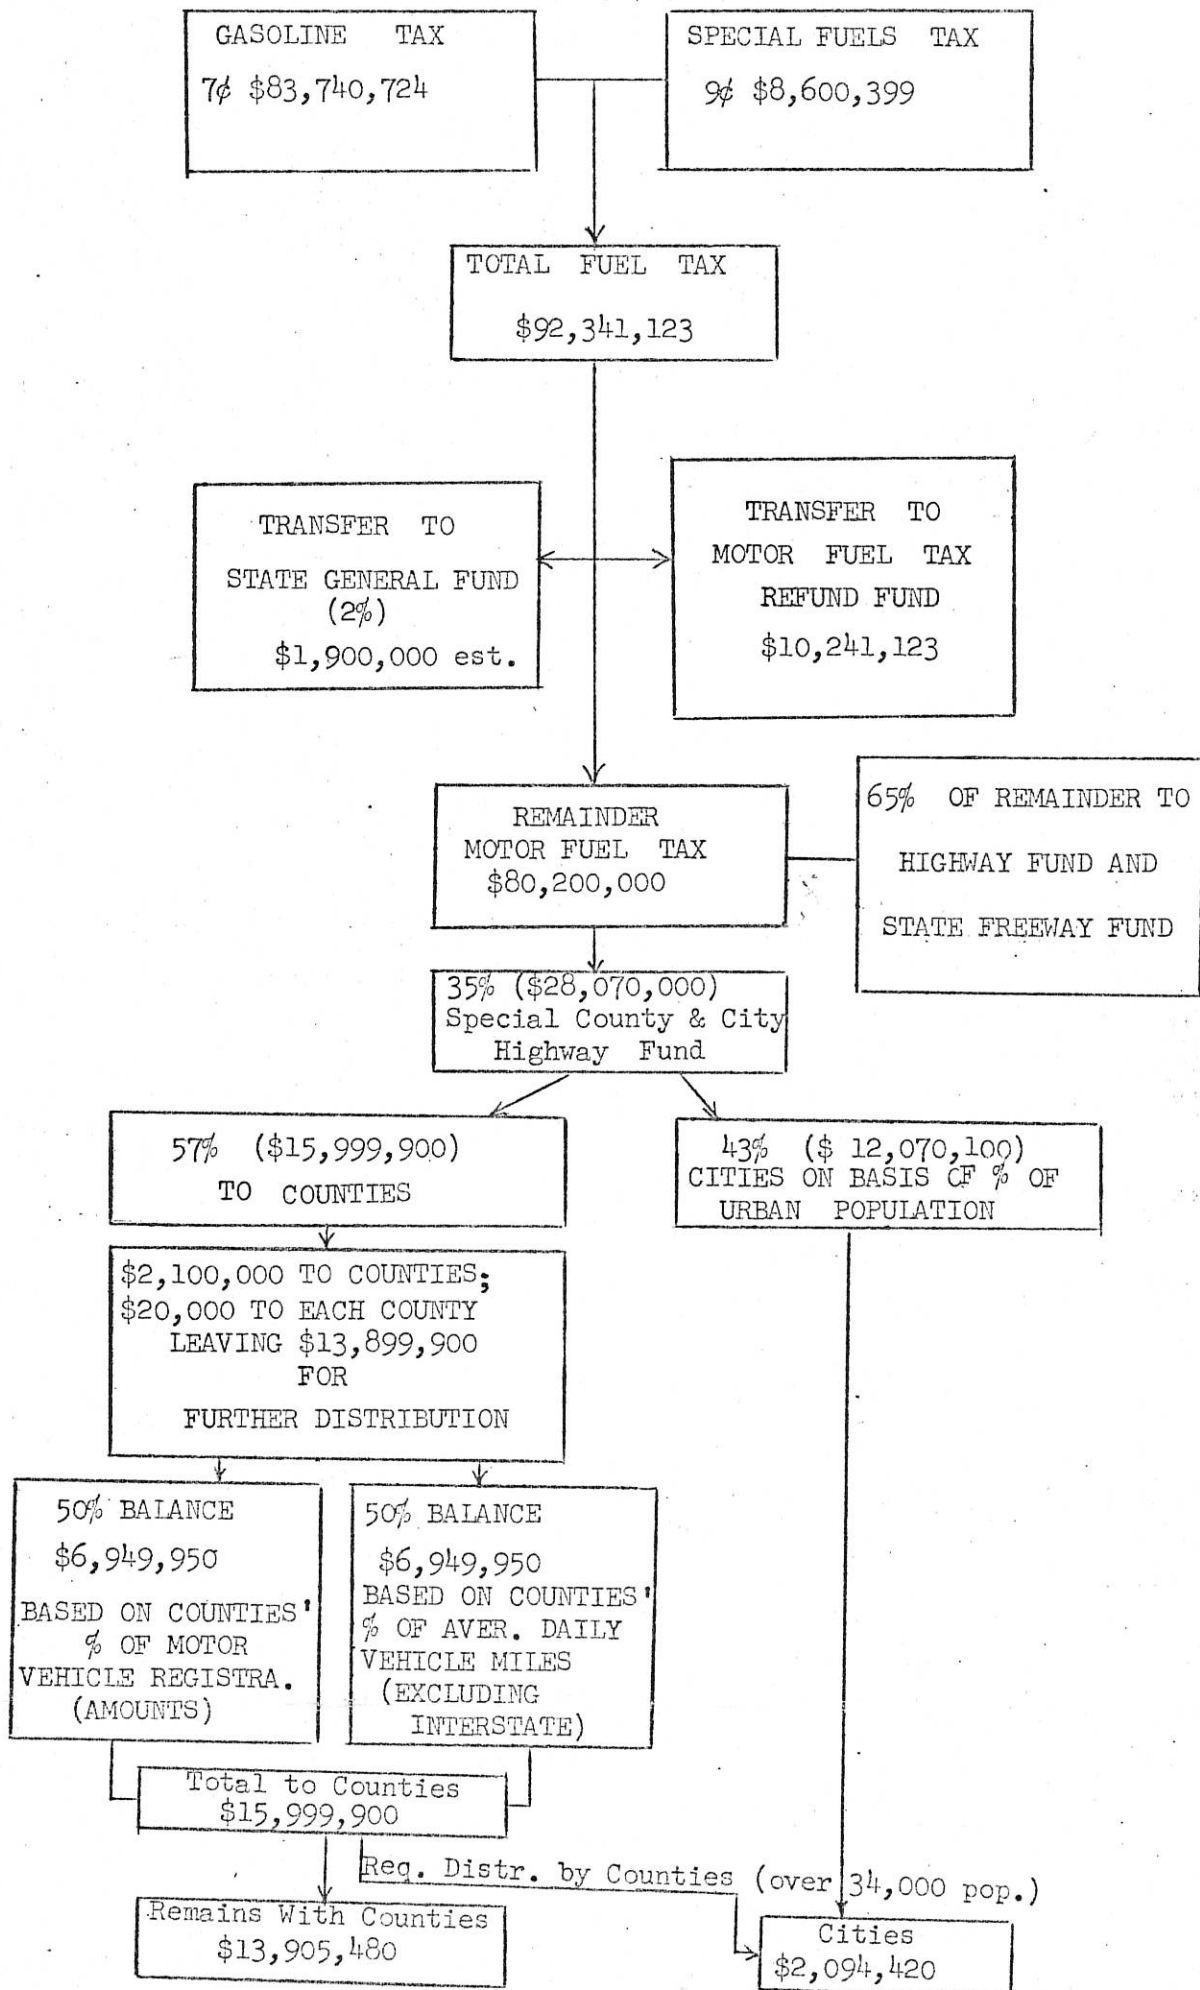 GASOLINE TAX
7¢ $83,740,724
SPECIAL FUELS TAX
9¢ $8,600,399
TOTAL FUEL TAX
$92,341,123
TRANSFER TO
STATE GENERAL FUND
(2%)
$1,900,000 est.
TRANSFER TO
MOTOR FUEL TAX
REFUND FUND
$10,241,123
REMAINDER
MOTOR FUEL TAX
$80,200,000
65% OF REMAINDER TO
HIGHWAY FUND AND
STATE FREEWAY FUND
35% ($28,070,000)
Special County & City
Highway Fund
57% ($15,999,900)
TO COUNTIES
43% ($ 12,070,100)
CITIES ON BASIS CF % OF
URBAN POPULATION
$2,100,000 TO COUNTIES;
$20,000 TO EACH COUNTY
LEAVING $13,899,900
FOR
FURTHER DISTRIBUTION
50% BALANCE
$6,949,950
BASED ON COUNTIES'
% OF MOTOR
VEHICLE REGISTRA.
(AMOUNTS)
50% BALANCE
$6,949,950
BASED ON COUNTIES'
% OF AVER. DAILY
VEHICLE MILES
(EXCLUDING
INTERSTATE)
Total to Counties
$15,999,900
Req. Distr. by Counties (over 34,000 pop.)
Remains With Counties
$13,905,480
Cities
$2,094,420